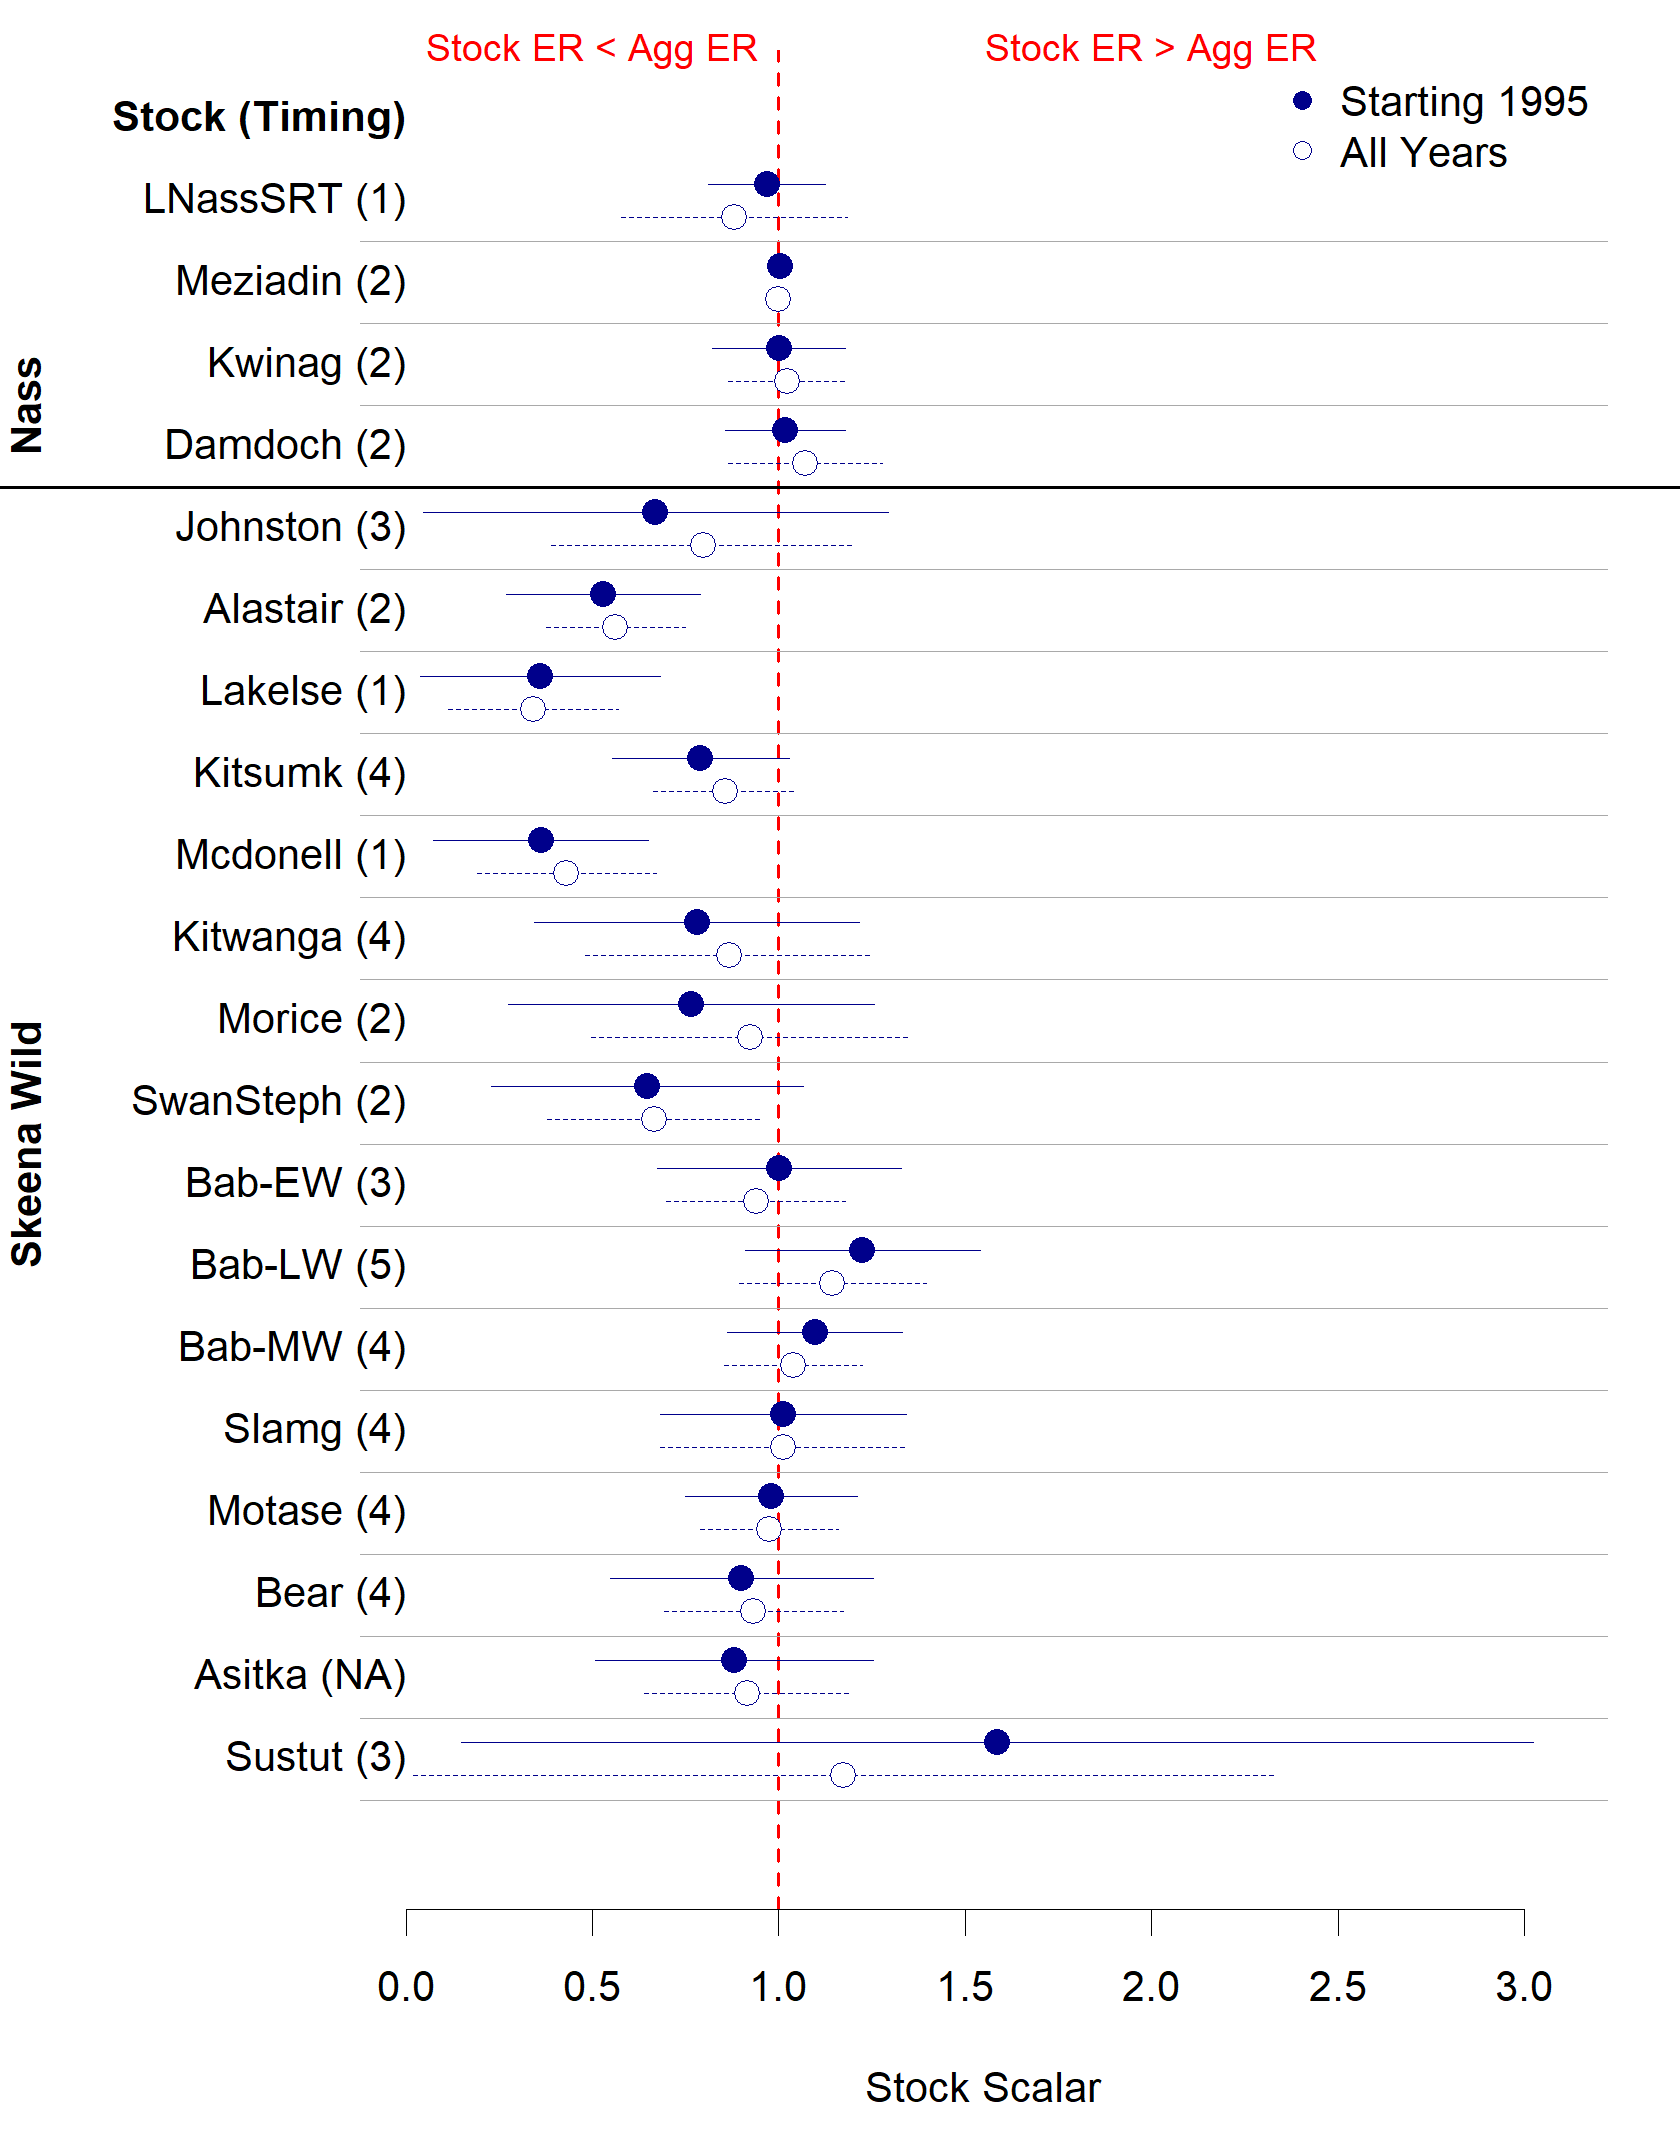 Stock ER < Agg ER
Stock ER > Agg ER
Starting 1995
All Years
Stock (Timing)
Nass
LNassSRT (1)
Meziadin (2)
Kwinag (2)
Damdoch (2)
Skeena Wild
Johnston (3)
Alastair (2)
Lakelse (1)
Kitsumk (4)
Mcdonell (1)
Kitwanga (4)
Morice (2)
SwanSteph (2)
Bab-EW (3)
Bab-LW (5)
Bab-MW (4)
Slamg (4)
Motase (4)
Bear (4)
Asitka (NA)
Sustut (3)
0.0 0.5 1.0 1.5 2.0 2.5 3.0
Stock Scalar